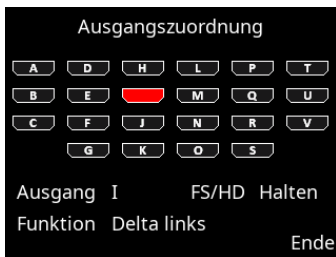 Ausgangszuordnung
A D H L P T
B E M Q U
C F J N R V
G K O S
Ausgang I FS/HD Halten
Funktion Delta links
Ende